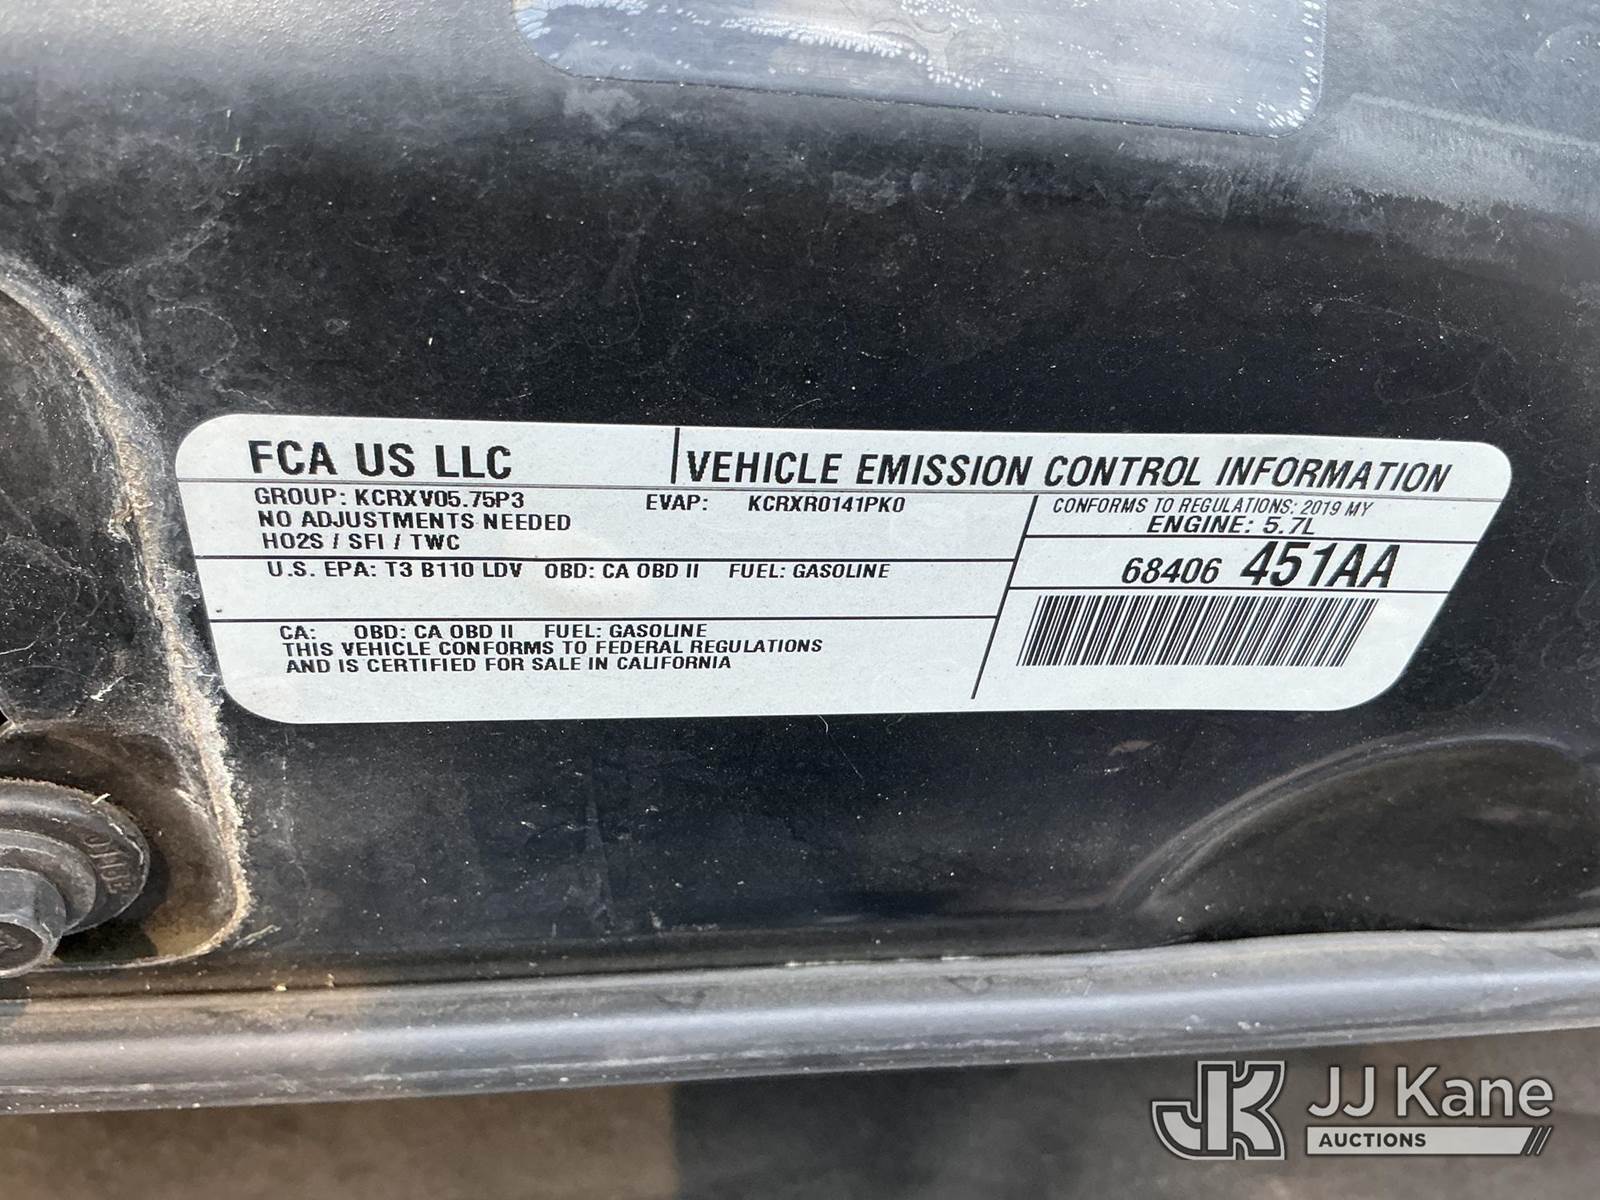 FCA US LLC
VEHICLE EMISSION CONTROL INFORMATION
GROUP: KCRXV05.75P3 EVAP: KCRXR0141PK0
NO ADJUSTMENTS NEEDED
HO2S / SFI / TWC
CONFORMS TO REGULATIONS: 2019 MY
ENGINE: 5.7L
U.S. EPA: T3 B110 LDV OBD: CA OBD II FUEL: GASOLINE
68406 451AA
CA: OBD: CA OBD II FUEL: GASOLINE
THIS VEHICLE CONFORMS TO FEDERAL REGULATIONS
AND IS CERTIFIED FOR SALE IN CALIFORNIA
JK JJ Kane
AUCTIONS